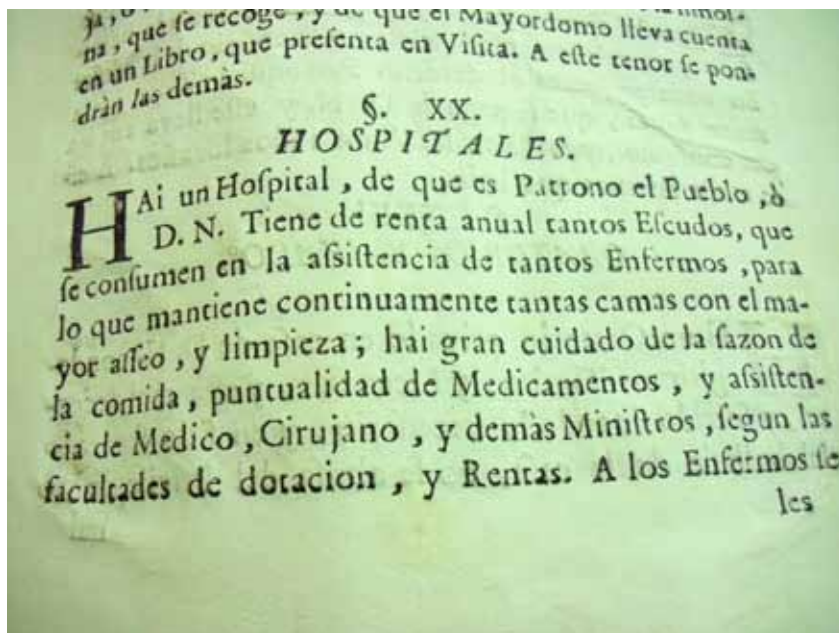 na, que ſe recoge, y de que el Mayordomo lleva cuenta
en un Libro, que preſenta en Viſita. A eſte tenor ſe pon-
dràn las demàs.
§. XX.
HOSPITALES.
HAi un Hoſpital, de que es Patrono el Pueblo, ò
D. N. Tiene de renta anual tantos Eſcudos, que
ſe conſumen en la aſsiſtencia de tantos Enfermos, para
lo que mantiene continuamente tantas camas con el ma-
yor aſſeo, y limpieza; hai gran cuidado de la ſazon de
la comida, puntualidad de Medicamentos, y aſsiſten-
cia de Medico, Cirujano, y demàs Miniſtros, ſegun las
facultades de dotacion, y Rentas. A los Enfermos ſe
les